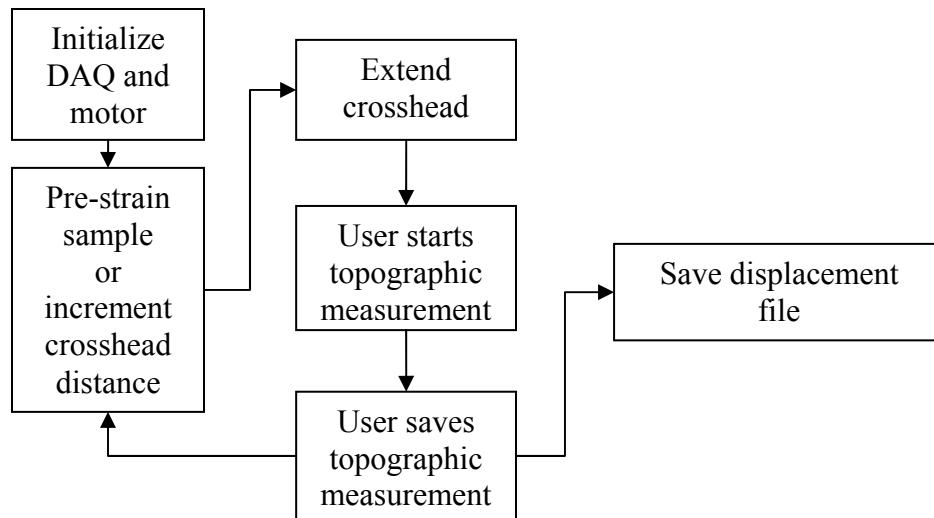 Initialize
DAQ and
motor
Pre-strain
sample
or
increment
crosshead
distance
Extend
crosshead
User starts
topographic
measurement
User saves
topographic
measurement
Save displacement
file